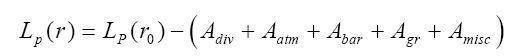 L_p(r) = L_P(r_0) − (A_div + A_atm + A_bar + A_gr + A_misc)